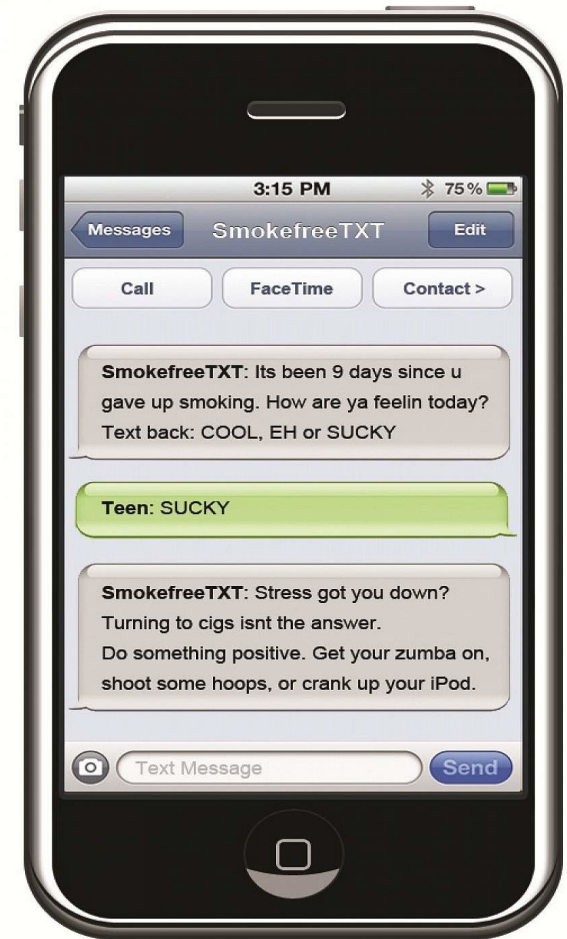 3:15 PM 75%
Messages SmokefreeTXT Edit
Call FaceTime Contact >
SmokefreeTXT: Its been 9 days since u
gave up smoking. How are ya feelin today?
Text back: COOL, EH or SUCKY
Teen: SUCKY
SmokefreeTXT: Stress got you down?
Turning to cigs isnt the answer.
Do something positive. Get your zumba on,
shoot some hoops, or crank up your iPod.
Text Message Send